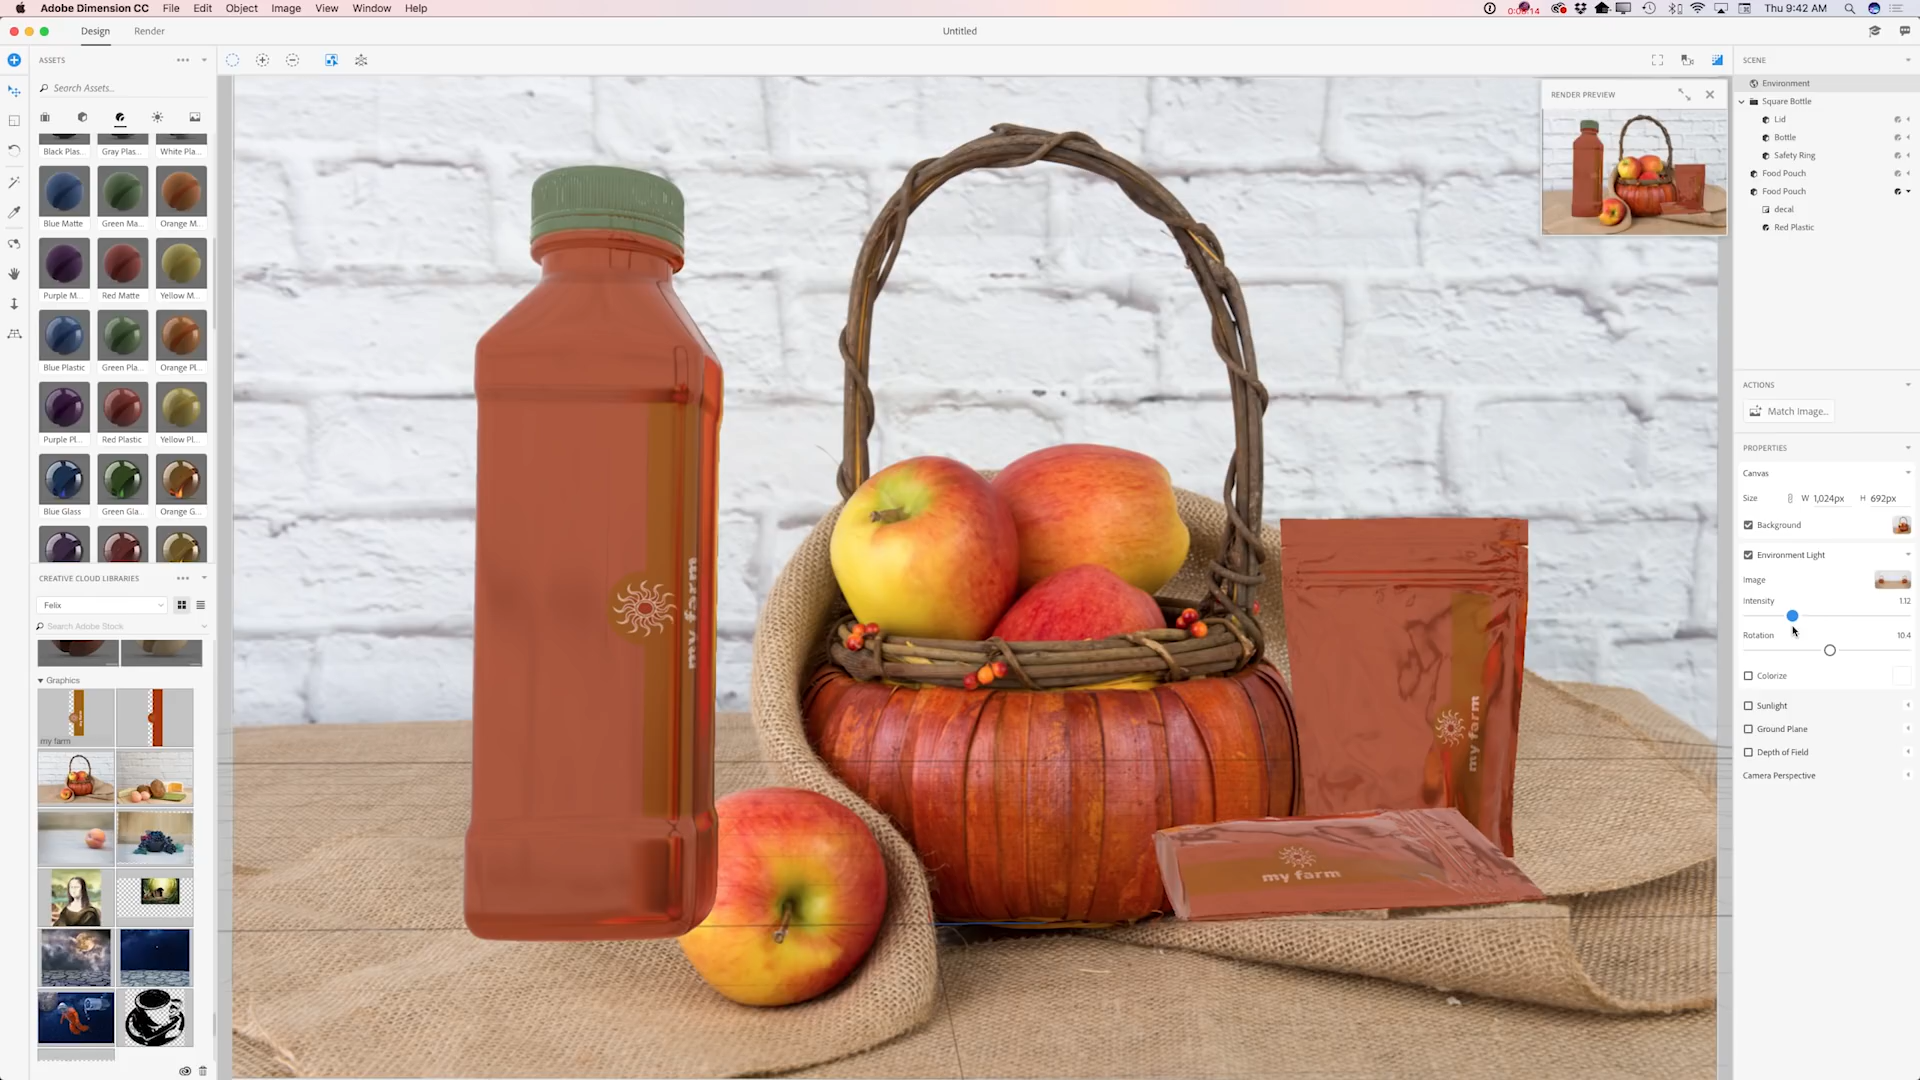 Adobe Dimension CC File Edit Object Image View Window Help
Thu 9:42 AM
Design Render
Untitled
ASSETS
Search Assets...
Black Plas... Gray Plas... White Pla...
Blue Matte Green Ma... Orange M...
Purple M... Red Matte Yellow M...
Blue Plastic Green Pla... Orange Pl...
Purple Pl... Red Plastic Yellow Pl...
Blue Glass Green Gla... Orange G...
CREATIVE CLOUD LIBRARIES
Felix
Search Adobe Stock
Graphics
my farm
my farm
my farm
my farm
RENDER PREVIEW
SCENE
Environment
Square Bottle
Lid
Bottle
Safety Ring
Food Pouch
Food Pouch
decal
Red Plastic
ACTIONS
Match Image...
PROPERTIES
Canvas
Size W 1,024px H 692px
Background
Environment Light
Image
Intensity 1.12
Rotation 10.4
Colorize
Sunlight
Ground Plane
Depth of Field
Camera Perspective